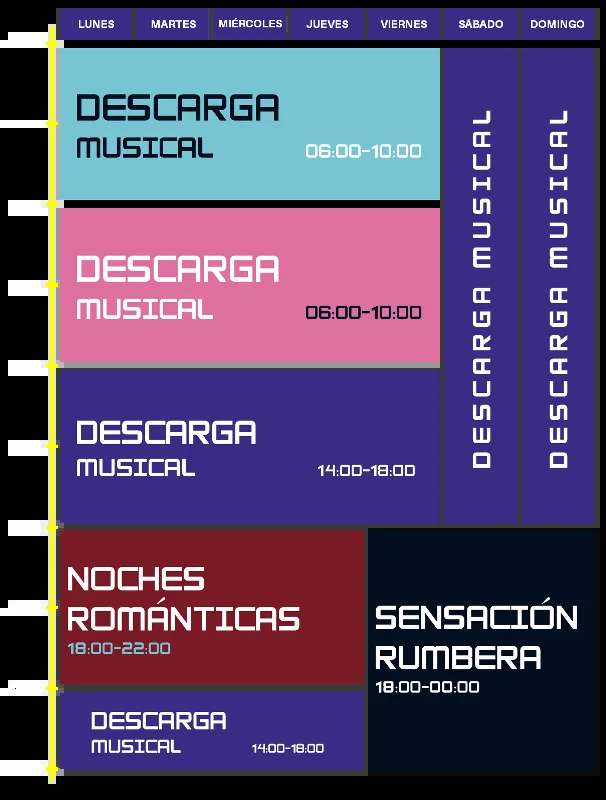 LUNES
MARTES
MIÉRCOLES
JUEVES
VIERNES
SÁBADO
DOMINGO
DESCARGA
MUSICAL
06:00-10:00
DESCARGA
MUSICAL
06:00-10:00
DESCARGA
MUSICAL
14:00-18:00
DESCARGA MUSICAL
DESCARGA MUSICAL
NOCHES
ROMÁNTICAS
18:00-22:00
SENSACIÓN
RUMBERA
18:00-00:00
DESCARGA
MUSICAL
14:00-18:00